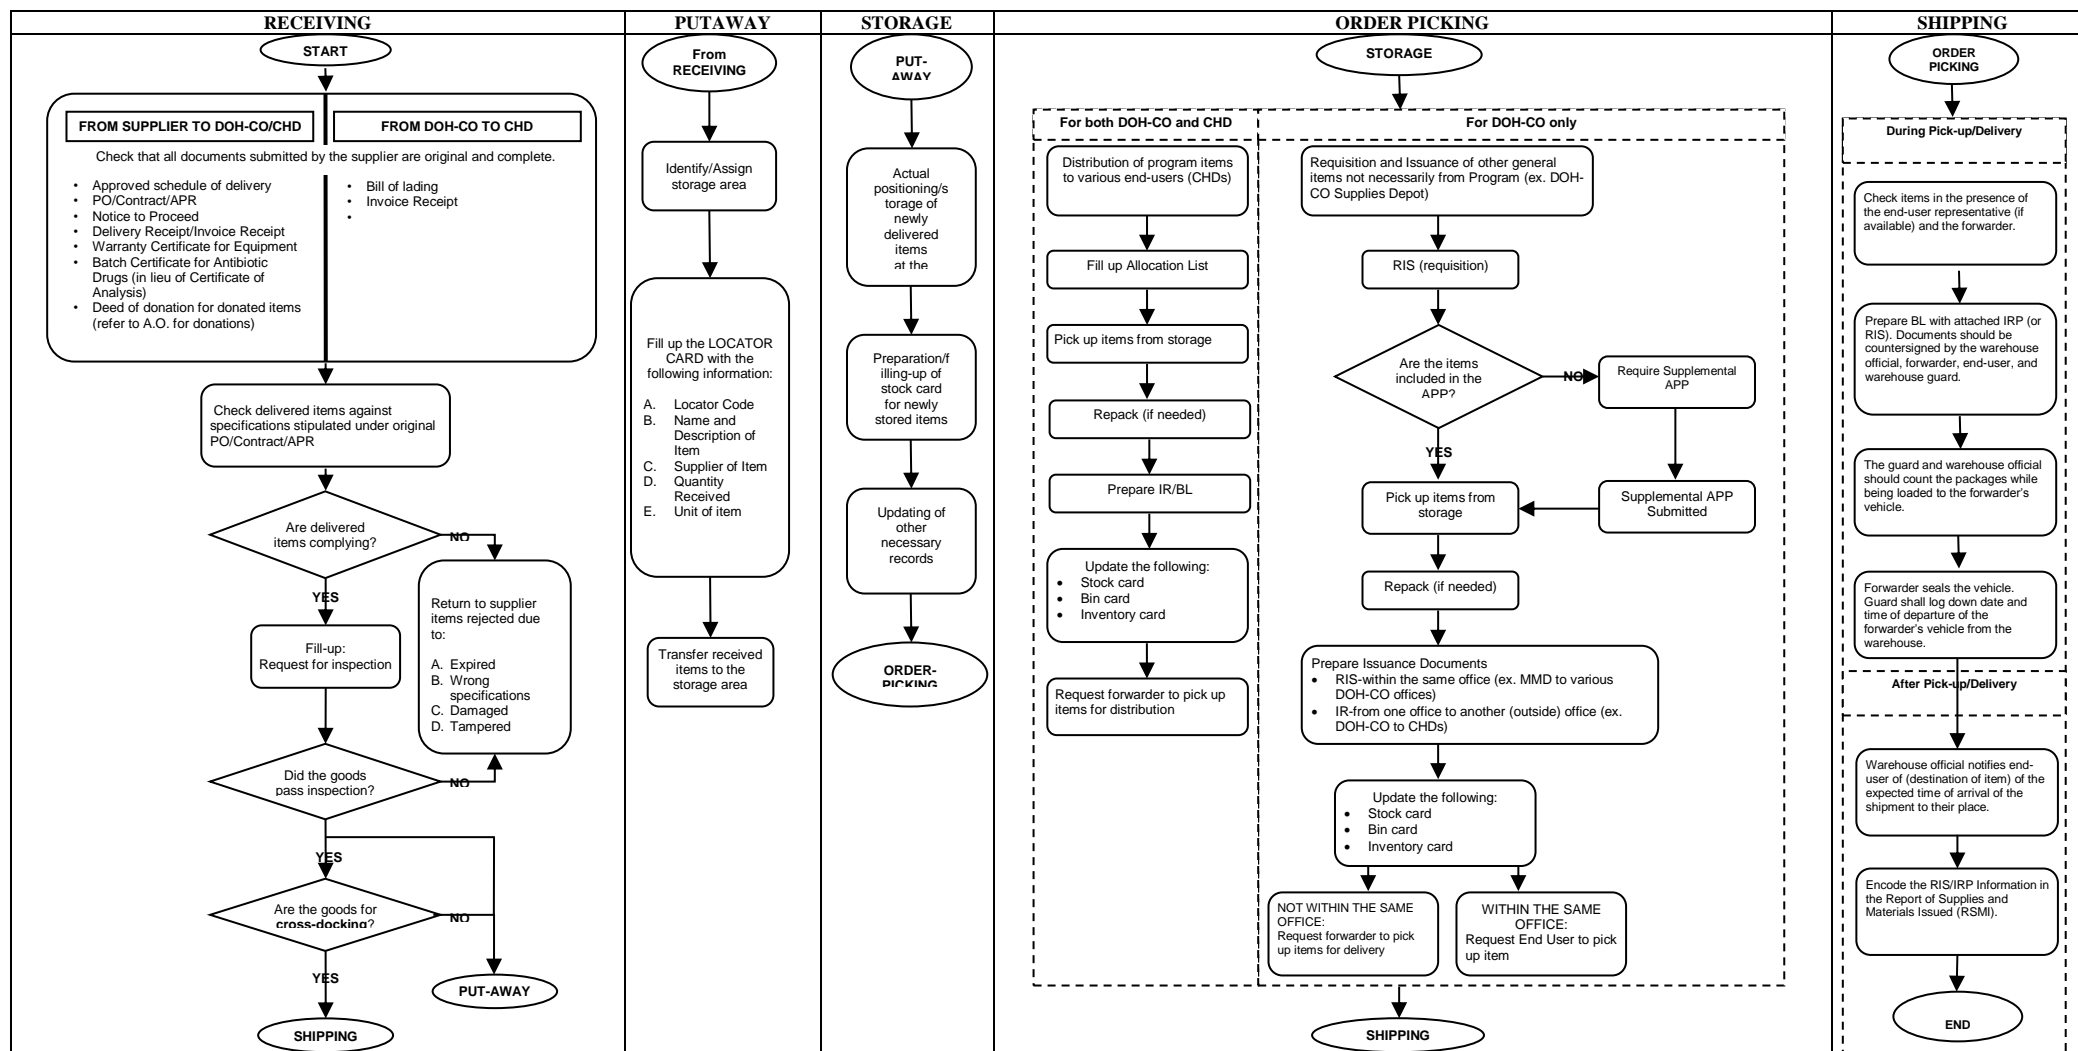 RECEIVING
START
FROM SUPPLIER TO DOH-CO/CHD
FROM DOH-CO TO CHD
Check that all documents submitted by the supplier are original and complete.
• Approved schedule of delivery
• PO/Contract/APR
• Notice to Proceed
• Delivery Receipt/Invoice Receipt
• Warranty Certificate for Equipment
• Batch Certificate for Antibiotic
Drugs (in lieu of Certificate of
Analysis)
• Deed of donation for donated items
(refer to A.O. for donations)
• Bill of lading
• Invoice Receipt
•
Check delivered items against
specifications stipulated under original
PO/Contract/APR
Are delivered
items complying?
NO
YES
Fill-up:
Request for inspection
Return to supplier
items rejected due
to:
A. Expired
B. Wrong
specifications
C. Damaged
D. Tampered
Did the goods
pass inspection?
NO
YES
Are the goods for
cross-docking?
NO
YES
PUT-AWAY
SHIPPING
PUTAWAY
From
RECEIVING
Identify/Assign
storage area
Fill up the LOCATOR
CARD with the
following information:
A. Locator Code
B. Name and
Description of
Item
C. Supplier of Item
D. Quantity
Received
E. Unit of item
Transfer received
items to the
storage area
STORAGE
PUT-
AWAY
Actual
positioning/s
torage of
newly
delivered
items
at the
Preparation/f
illing-up of
stock card
for newly
stored items
Updating of
other
necessary
records
ORDER-
PICKING
ORDER PICKING
STORAGE
For both DOH-CO and CHD
For DOH-CO only
Distribution of program items
to various end-users (CHDs)
Fill up Allocation List
Pick up items from storage
Repack (if needed)
Prepare IR/BL
Update the following:
• Stock card
• Bin card
• Inventory card
Request forwarder to pick up
items for distribution
Requisition and Issuance of other general
items not necessarily from Program (ex. DOH-
CO Supplies Depot)
RIS (requisition)
Are the items
included in the
APP?
NO
Require Supplemental
APP
YES
Supplemental APP
Submitted
Pick up items from
storage
Repack (if needed)
Prepare Issuance Documents
• RIS-within the same office (ex. MMD to various
DOH-CO offices)
• IR-from one office to another (outside) office (ex.
DOH-CO to CHDs)
Update the following:
• Stock card
• Bin card
• Inventory card
NOT WITHIN THE SAME
OFFICE:
Request forwarder to pick
up items for delivery
WITHIN THE SAME
OFFICE:
Request End User to pick
up item
SHIPPING
SHIPPING
ORDER
PICKING
During Pick-up/Delivery
Check items in the presence of
the end-user representative (if
available) and the forwarder.
Prepare BL with attached IRP (or
RIS). Documents should be
countersigned by the warehouse
official, forwarder, end-user, and
warehouse guard.
The guard and warehouse official
should count the packages while
being loaded to the forwarder's
vehicle.
Forwarder seals the vehicle.
Guard shall log down date and
time of departure of the
forwarder's vehicle from the
warehouse.
After Pick-up/Delivery
Warehouse official notifies end-
user of (destination of item) of the
expected time of arrival of the
shipment to their place.
Encode the RIS/IRP Information in
the Report of Supplies and
Materials Issued (RSMI).
END